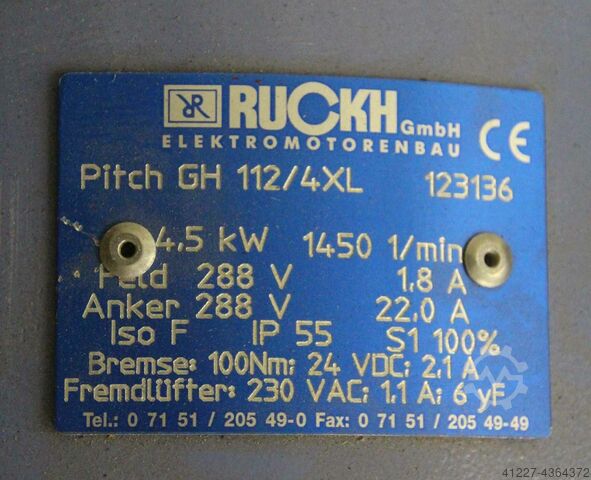 RUCKH GmbH CE
ELEKTROMOTORENBAU
Pitch GH 112/4XL 123136
4,5 kW 1450 1/min
Feld 288 V 1,8 A
Anker 288 V 22,0 A
Iso F IP 55 S1 100%
Bremse: 100Nm; 24 VDC; 2,1 A
Fremdlüfter: 230 VAC; 1,1 A; 6 yF
Tel.: 0 71 51 / 205 49-0 Fax: 0 71 51 / 205 49-49
41227-4364372